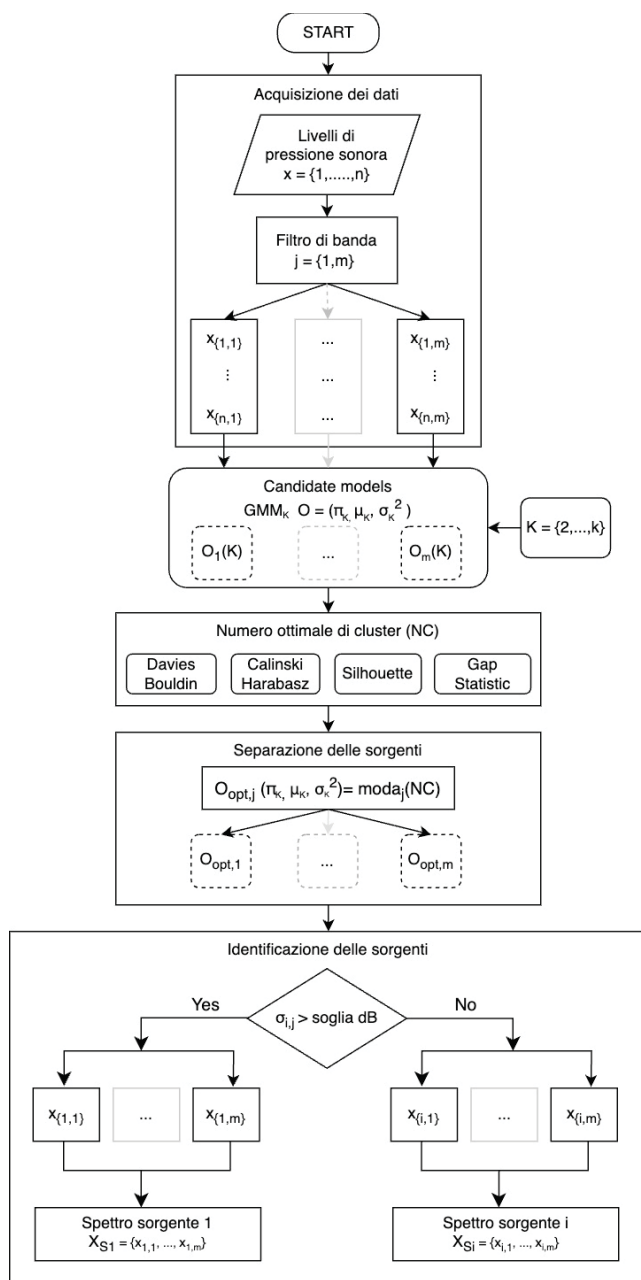 START
Acquisizione dei dati
Livelli di
pressione sonora
x = {1,.....,n}
Filtro di banda
j = {1,m}
x{1,1}
⋮
x{n,1}
...
...
...
x{1,m}
⋮
x{n,m}
Candidate models
GMMK O = (πK, μK, σK²)
O1(K)
...
Om(K)
K = {2,...,k}
Numero ottimale di cluster (NC)
Davies
Bouldin
Calinski
Harabasz
Silhouette
Gap
Statistic
Separazione delle sorgenti
Oopt,j (πK, μK, σK²)= modaj(NC)
Oopt,1
...
Oopt,m
Identificazione delle sorgenti
σi,j > soglia dB
Yes
No
x{1,1}
...
x{1,m}
x{i,1}
...
x{i,m}
Spettro sorgente 1
XS1 = {x1,1, ..., x1,m}
Spettro sorgente i
XSi = {xi,1, ..., xi,m}